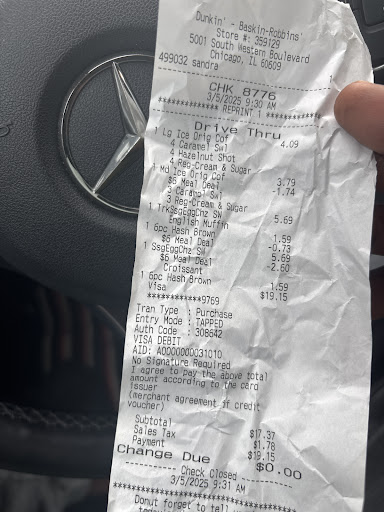 Dunkin' - Baskin-Robbins'
Store #: 359129
5001 South Western Boulevard
Chicago, IL 60609
499032 sandra
CHK 8776
3/5/2025 9:30 AM
************* REPRINT 1 *************
Drive Thru
1 Lg Ice Orig Cof 4.09
4 Caramel Swl
4 Hazelnut Shot
4 Reg-Cream & Sugar
1 Md Ice Orig Cof 3.79
$6 Meal Deal -1.74
3 Caramel Swl
3 Reg-Cream & Sugar
1 TrkSsgEggChz SW 5.69
English Muffin
1 6pc Hash Brown 1.59
$6 Meal Deal -0.73
1 SsgEggChz SW 5.69
$6 Meal Deal -2.60
Croissant
1 6pc Hash Brown 1.59
Visa $19.15
************9769
Tran Type : Purchase
Entry Mode : TAPPED
Auth Code : 308642
VISA DEBIT
AID: A0000000031010
No Signature Required
I agree to pay the above total
amount according to the card
issuer
(merchant agreement if credit
voucher)
Subtotal $17.37
Sales Tax $1.78
Payment $19.15
Change Due $0.00
Check Closed
3/5/2025 9:31 AM
Donut forget to tell